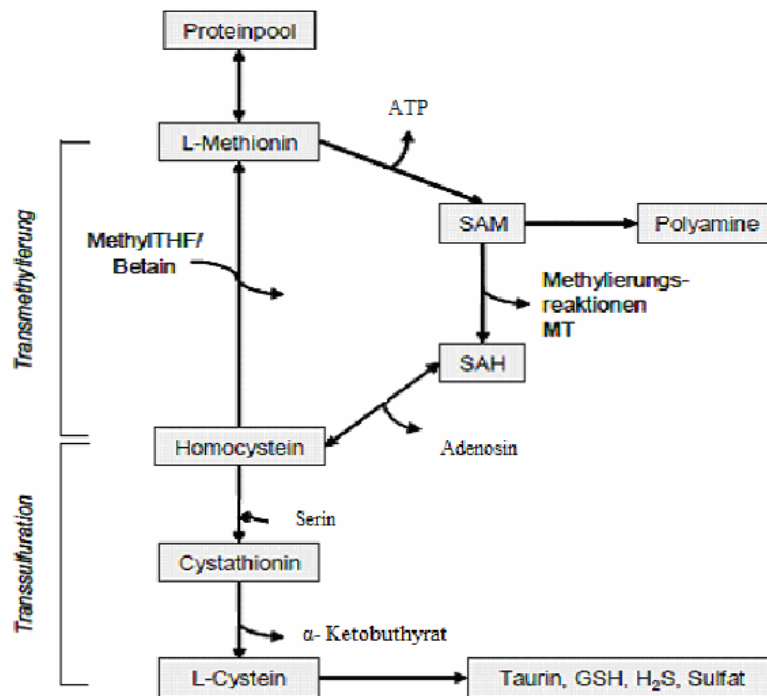 Proteinpool
ATP
L-Methionin
SAM
Polyamine
MethylTHF/
Betain
Methylierungs-
reaktionen
MT
Transmethylierung
SAH
Homocystein
Adenosin
Serin
Cystathionin
Transsulfuration
α- Ketobuthyrat
L-Cystein
Taurin, GSH, H₂S, Sulfat